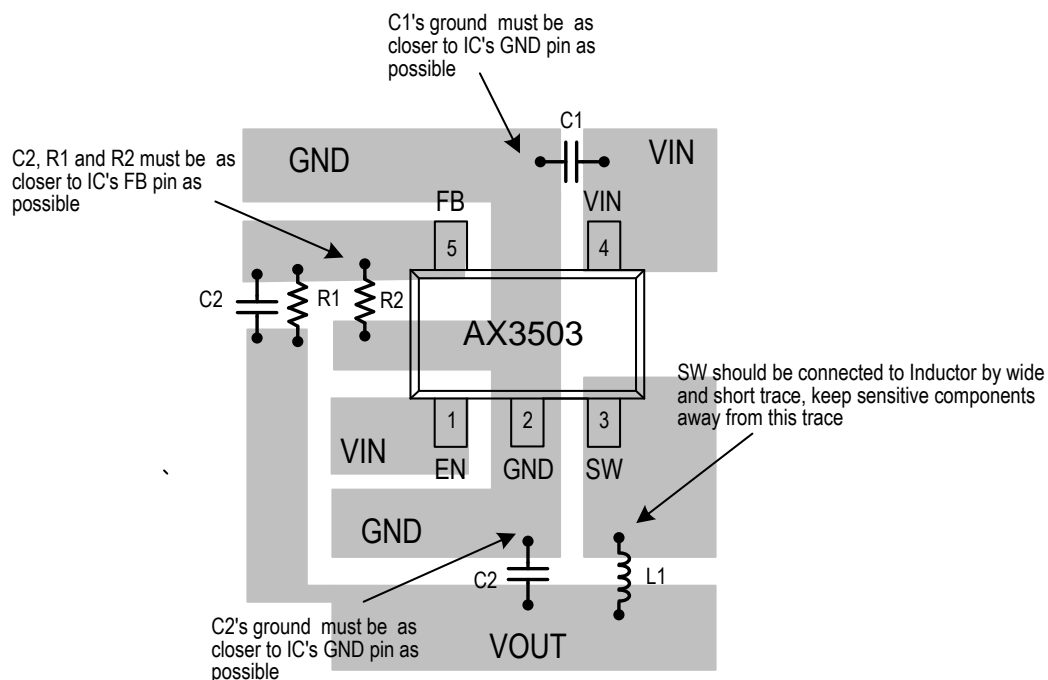 C1's ground must be as
closer to IC's GND pin as
possible
C1
GND
VIN
C2, R1 and R2 must be as
closer to IC's FB pin as
possible
FB
VIN
5
4
C2
R1
R2
AX3503
SW should be connected to Inductor by wide
and short trace, keep sensitive components
away from this trace
1
2
3
VIN
EN
GND
SW
`
GND
C2
L1
C2's ground must be as
closer to IC's GND pin as
possible
VOUT